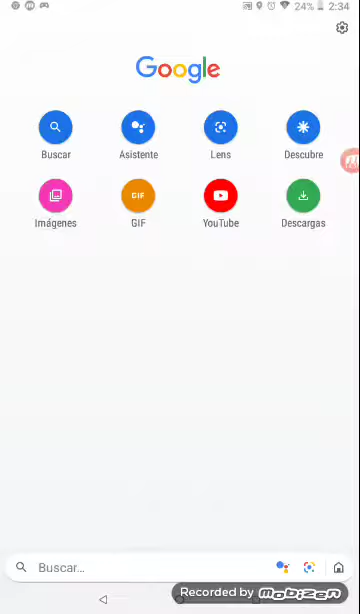 24% 2:34
Google
Buscar Asistente Lens Descubre
GIF
Imágenes GIF YouTube Descargas
Buscar...
Recorded by mobizen